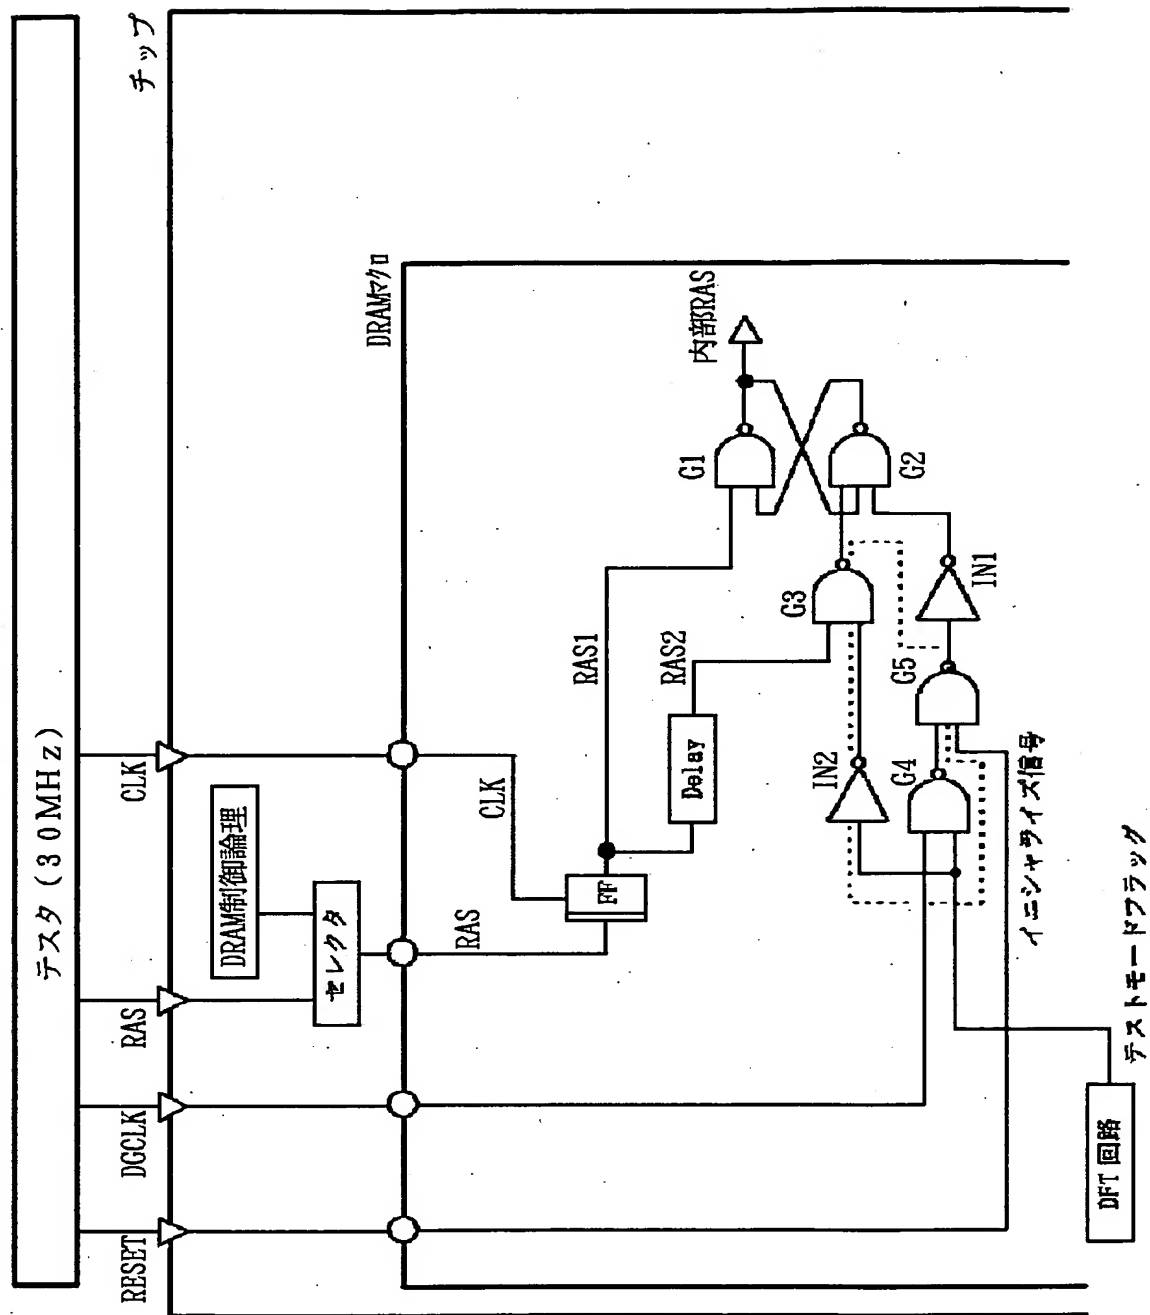 テスタ(30MHz)
チップ
RESET
DGCLK
RAS
CLK
DRAM制御論理
セレクタ
DRAMマクロ
RAS
CLK
FF
RAS1
Delay
RAS2
G1
内部RAS
G2
G3
IN2
G4
G5
IN1
イニシャライズ信号
DFT回路
テストモードフラッグ